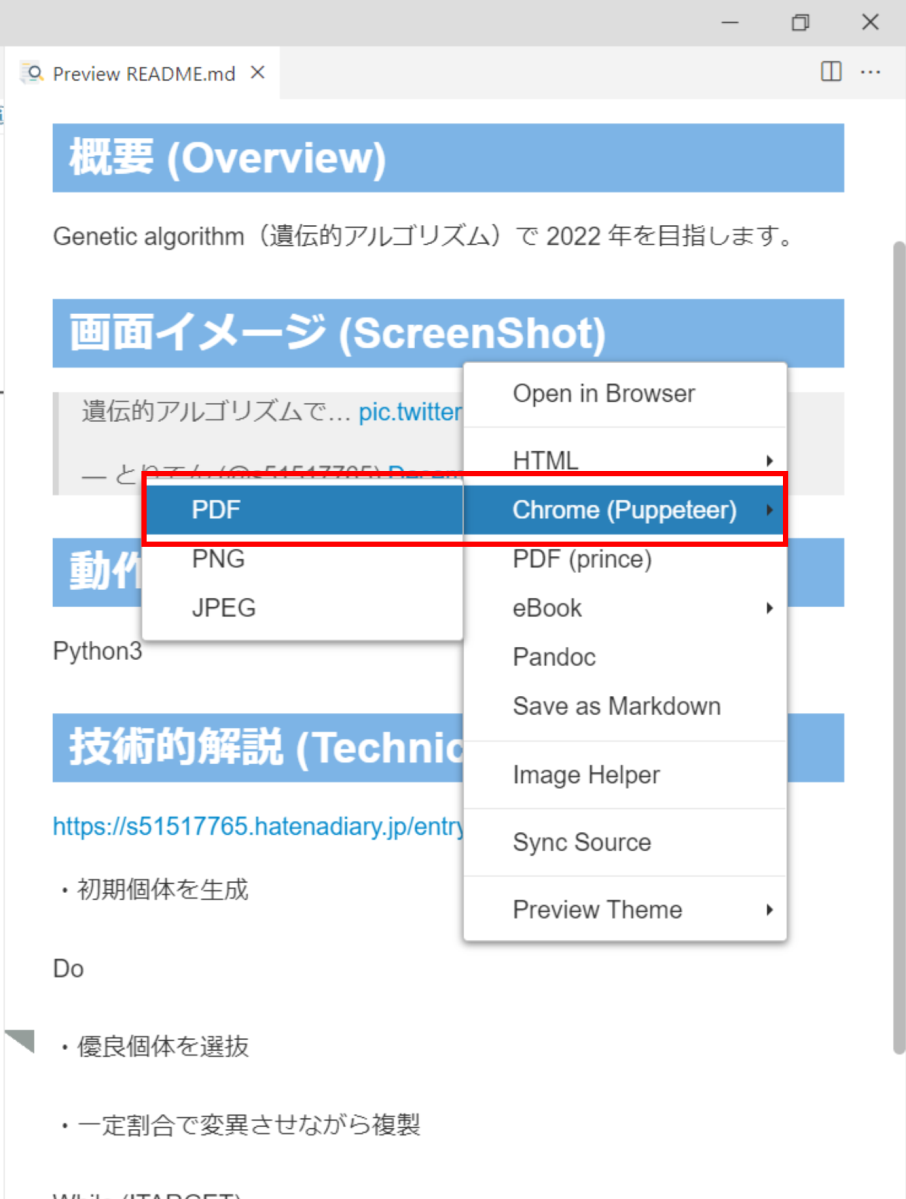 Preview README.md
概要 (Overview)
Genetic algorithm（遺伝的アルゴリズム）で 2022 年を目指します。
画面イメージ (ScreenShot)
遺伝的アルゴリズムで… pic.twitter
Open in Browser
HTML
Chrome (Puppeteer)
PDF (prince)
eBook
Pandoc
Save as Markdown
Image Helper
Sync Source
Preview Theme
PDF
PNG
JPEG
動作
Python3
技術的解説 (Technic
https://s51517765.hatenadiary.jp/entry
・初期個体を生成
Do
・優良個体を選抜
・一定割合で変異させながら複製